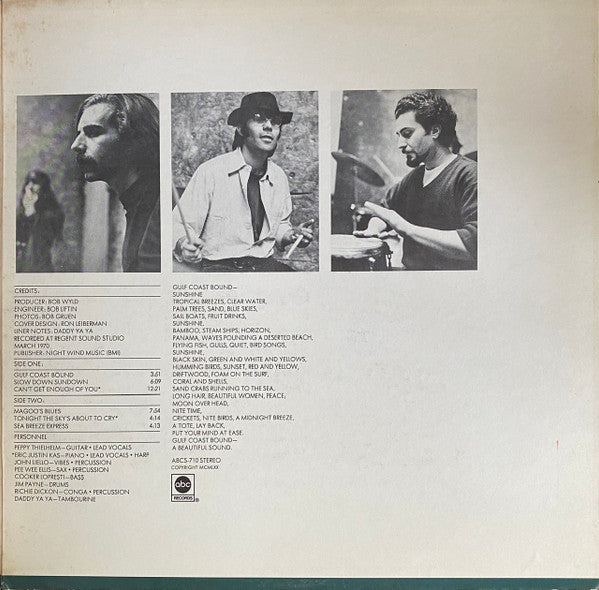 CREDITS:
PRODUCER: BOB WYLD
ENGINEER: BOB LIFTIN
PHOTOS: BOB GRUEN
COVER DESIGN: RON LEIBERMAN
LINER NOTES: DADDY YA YA
RECORDED AT REGENT SOUND STUDIO
MARCH 1970
PUBLISHER: NIGHT WIND MUSIC (BMI)
SIDE ONE:
GULF COAST BOUND 3:51
SLOW DOWN SUNDOWN 6:09
CAN'T GET ENOUGH OF YOU* 12:21
SIDE TWO:
MAGOO'S BLUES 7:54
TONIGHT THE SKY'S ABOUT TO CRY* 4:14
SEA BREEZE EXPRESS 4:13
PERSONNEL
PEPPY THIELHEIM—GUITAR • LEAD VOCALS
*ERIC JUSTIN KAS—PIANO • LEAD VOCALS • HARP
JOHN LIELLO—VIBES • PERCUSSION
PEE WEE ELLIS—SAX • PERCUSSION
COOKER LOPRESTI—BASS
JIM PAYNE—DRUMS
RICHIE DICKON—CONGA • PERCUSSION
DADDY YA YA—TAMBOURINE
GULF COAST BOUND—
SUNSHINE
TROPICAL BREEZES, CLEAR WATER,
PALM TREES, SAND, BLUE SKIES,
SAIL BOATS, FRUIT DRINKS,
SUNSHINE.
BAMBOO, STEAM SHIPS, HORIZON,
PANAMA, WAVES POUNDING A DESERTED BEACH,
FLYING FISH, GULLS, QUIET, BIRD SONGS,
SUNSHINE,
BLACK SKIN, GREEN AND WHITE AND YELLOWS,
HUMMING BIRDS, SUNSET, RED AND YELLOW,
DRIFTWOOD, FOAM ON THE SURF,
CORAL AND SHELLS,
SAND CRABS RUNNING TO THE SEA,
LONG HAIR, BEAUTIFUL WOMEN, PEACE,
MOON OVER HEAD,
NITE TIME,
CRICKETS, NITE BIRDS, A MIDNIGHT BREEZE,
A TOTE, LAY BACK,
PUT YOUR MIND AT EASE.
GULF COAST BOUND—
A BEAUTIFUL SOUND.
ABCS-710 STEREO
COPYRIGHT MCMLXX
abc
RECORDS ®